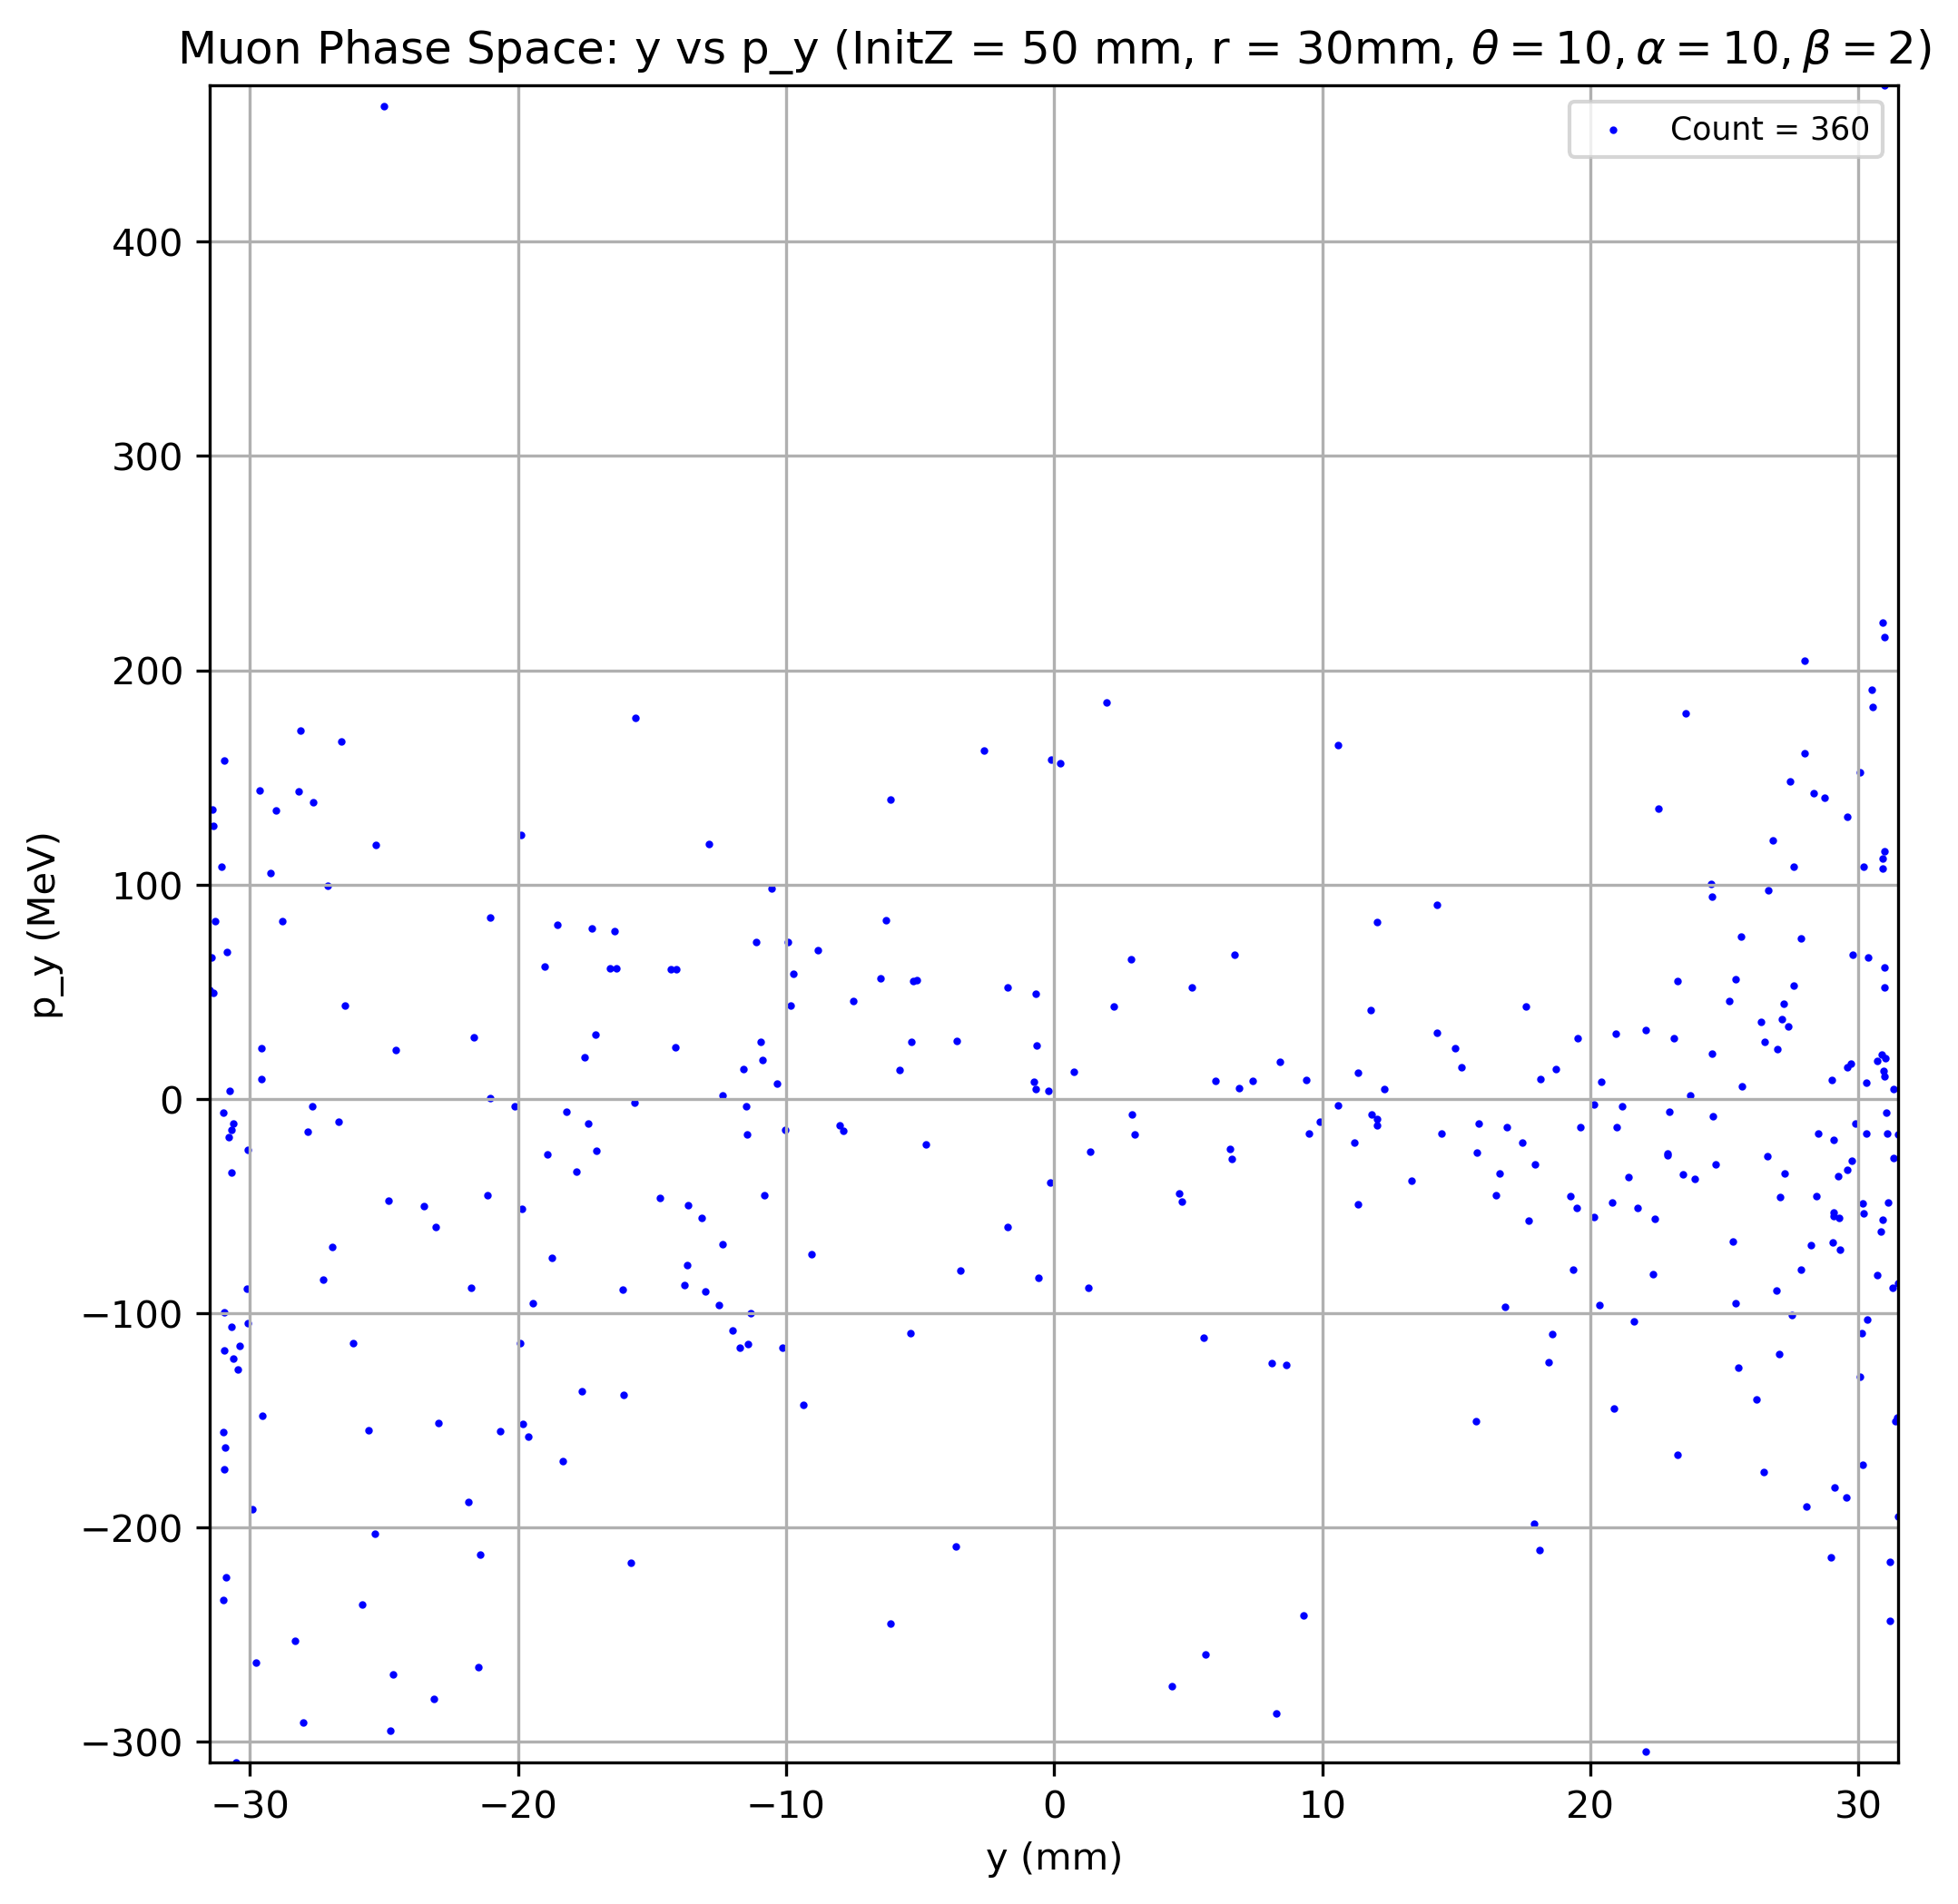 Muon Phase Space: y vs p_y (InitZ = 50 mm, r = 30mm, θ = 10, α = 10, β = 2)
Count = 360
400
300
200
100
0
−100
−200
−300
p_y (MeV)
−30 −20 −10 0 10 20 30
y (mm)